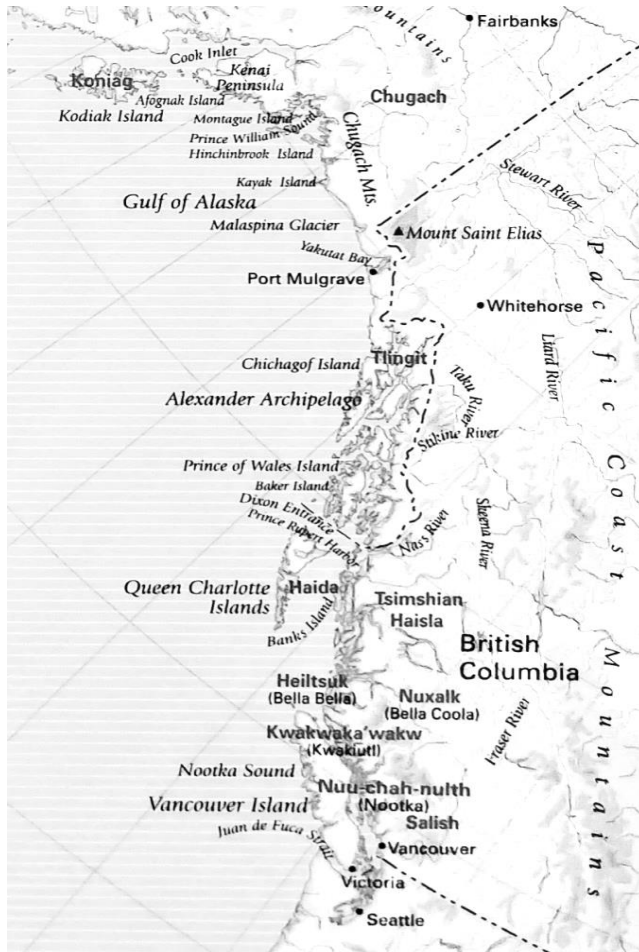 ountains
Fairbanks
Cook Inlet
Koniag
Kenai
Peninsula
Afognak Island
Kodiak Island
Chugach
Montague Island
Prince William Sound
Hinchinbrook Island
Chugach Mts.
Kayak Island
Stewart River
Gulf of Alaska
Malaspina Glacier
Mount Saint Elias
Yakutat Bay
Port Mulgrave
Whitehorse
Pacific Coast Mountains
Liard River
Chichagof Island
Tlingit
Taku River
Alexander Archipelago
Stikine River
Prince of Wales Island
Baker Island
Dixon Entrance
Prince Rupert Harbor
Nass River
Skeena River
Queen Charlotte
Islands
Haida
Banks Island
Tsimshian
Haisla
British
Columbia
Heiltsuk
(Bella Bella)
Nuxalk
(Bella Coola)
Fraser River
Kwakwaka'wakw
(Kwakiutl)
Nootka Sound
Nuu-chah-nulth
(Nootka)
Vancouver Island
Salish
Juan de Fuca Strait
Vancouver
Victoria
Seattle